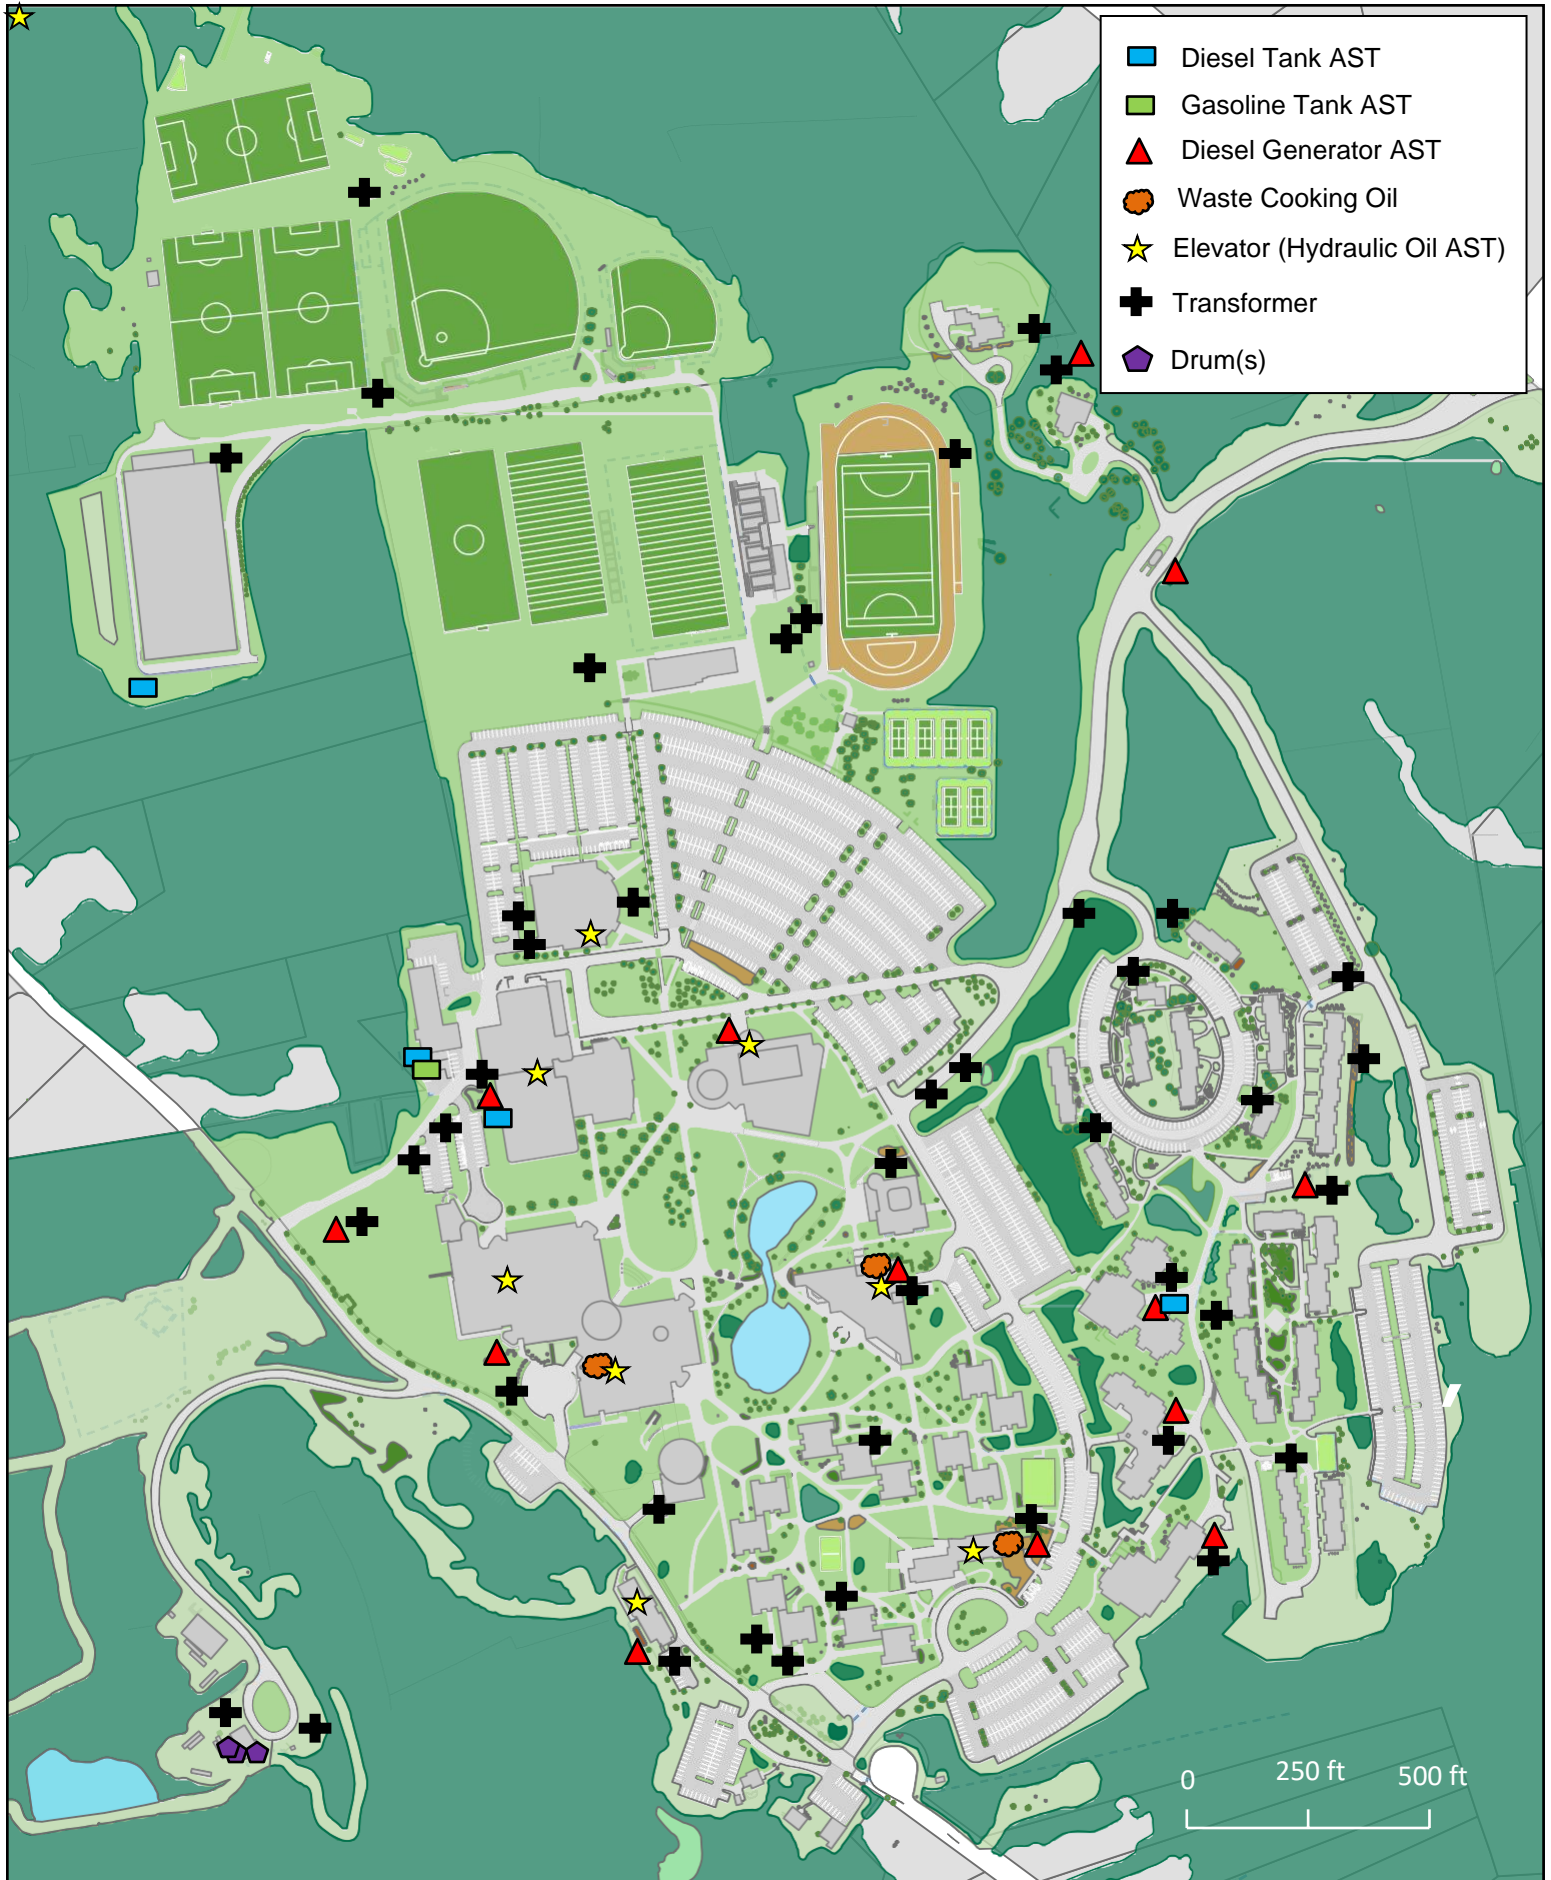 Diesel Tank AST
Gasoline Tank AST
Diesel Generator AST
Waste Cooking Oil
Elevator (Hydraulic Oil AST)
Transformer
Drum(s)
0 250 ft 500 ft